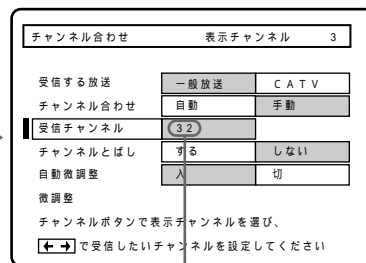 チャンネル合わせ 表示チャンネル 3
受信する放送 一般放送 CATV
チャンネル合わせ 自動 手動
受信チャンネル 32
チャンネルとばし する しない
自動微調整 入 切
微調整
チャンネルボタンで表示チャンネルを選び、
← → で受信したいチャンネルを設定してください